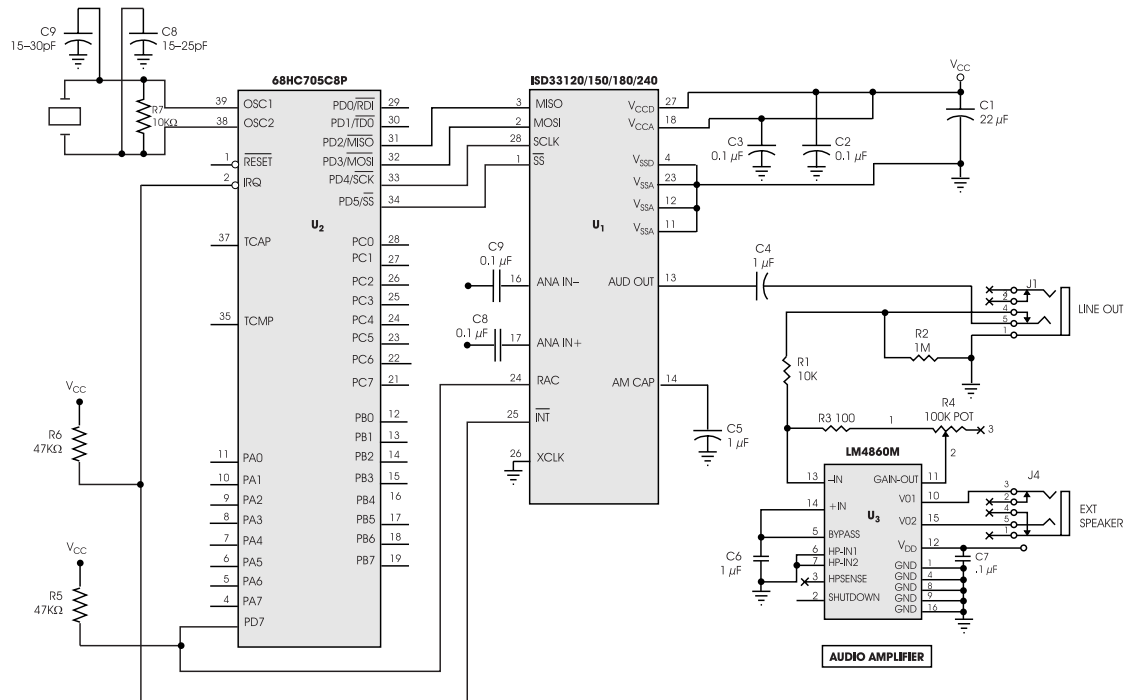 C9
15–30pF
C8
15–25pF
R7
10KΩ
68HC705C8P
U2
39 OSC1
38 OSC2
1 RESET
2 IRQ
37 TCAP
35 TCMP
11 PA0
10 PA1
9 PA2
8 PA3
7 PA4
6 PA5
5 PA6
4 PA7
PD7
PD0/RDI 29
PD1/TD0 30
PD2/MISO 31
PD3/MOSI 32
PD4/SCK 33
PD5/SS 34
PC0 28
PC1 27
PC2 26
PC3 25
PC4 24
PC5 23
PC6 22
PC7 21
PB0 12
PB1 13
PB2 14
PB3 15
PB4 16
PB5 17
PB6 18
PB7 19
VCC
R6
47KΩ
VCC
R5
47KΩ
ISD33120/150/180/240
U1
3 MISO
2 MOSI
28 SCLK
1 SS
C9
0.1 µF
16 ANA IN–
C8
0.1 µF
17 ANA IN+
24 RAC
25 INT
26 XCLK
VCCD 27
VCCA 18
VSSD 4
VSSA 23
VSSA 12
VSSA 11
AUD OUT 13
AM CAP 14
VCC
C1
22 µF
C3
0.1 µF
C2
0.1 µF
C4
1 µF
C5
1 µF
J1
LINE OUT
4
5
1
R2
1M
R1
10K
R3 100
1
R4
100K POT
3
2
LM4860M
U3
13 –IN
14 +IN
5 BYPASS
6 HP-IN1
7 HP-IN2
3 HPSENSE
2 SHUTDOWN
GAIN-OUT 11
V01 10
V02 15
VDD 12
GND 1
GND 4
GND 8
GND 9
GND 16
C6
1 µF
C7
.1 µF
J4
EXT
SPEAKER
3
2
4
5
1
AUDIO AMPLIFIER